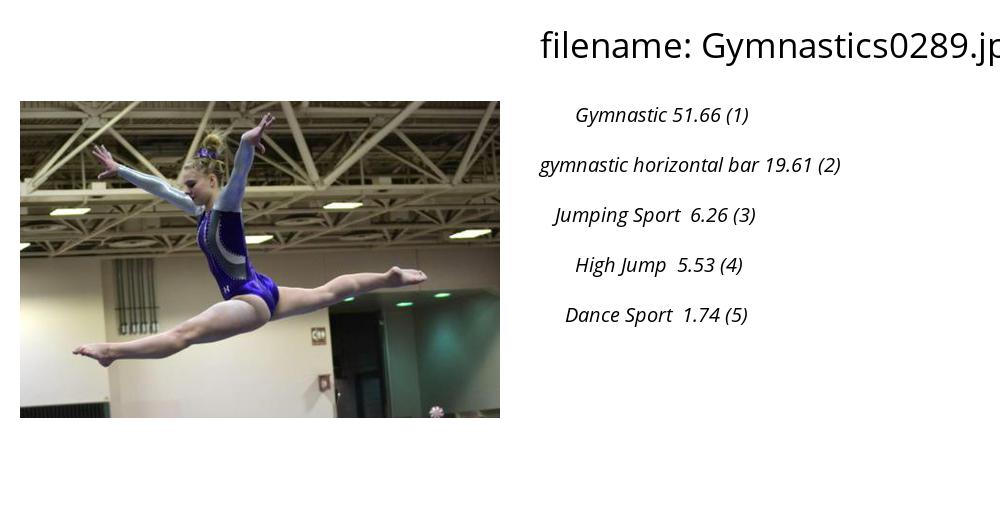 filename: Gymnastics0289.jp
Gymnastic 51.66 (1)
gymnastic horizontal bar 19.61 (2)
Jumping Sport 6.26 (3)
High Jump 5.53 (4)
Dance Sport 1.74 (5)